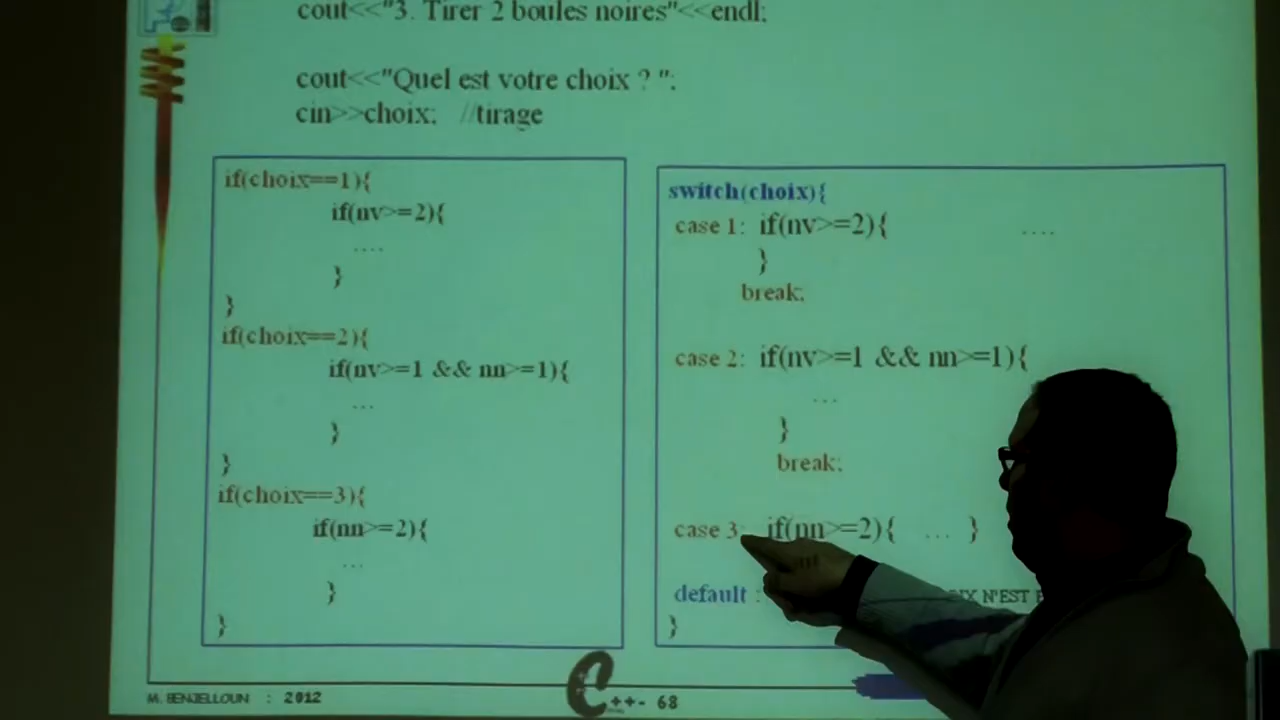 cout<<"3. Tirer 2 boules noires"<<endl;
cout<<"Quel est votre choix ? ";
cin>>choix; //tirage
if(choix==1){
if(nv>=2){
....
}
}
if(choix==2){
if(nv>=1 && nn>=1){
...
}
}
if(choix==3){
if(nn>=2){
...
}
}
switch(choix){
case 1: if(nv>=2){ ....
}
break;
case 2: if(nv>=1 && nn>=1){
...
}
break;
case 3: if(nn>=2){ ... }
default : N'EST
}
M. BENJELLOUN : 2012
C++- 68